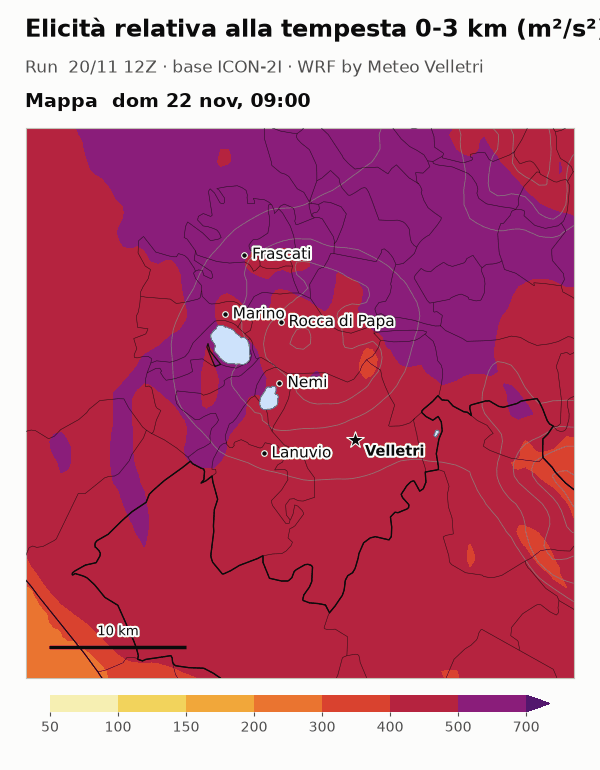 Elicità relativa alla tempesta 0-3 km (m²/s²)
Run 20/11 12Z · base ICON-2I · WRF by Meteo Velletri
Mappa dom 22 nov, 09:00
Frascati
Marino
Rocca di Papa
Nemi
Velletri
Lanuvio
10 km
50 100 150 200 300 400 500 700